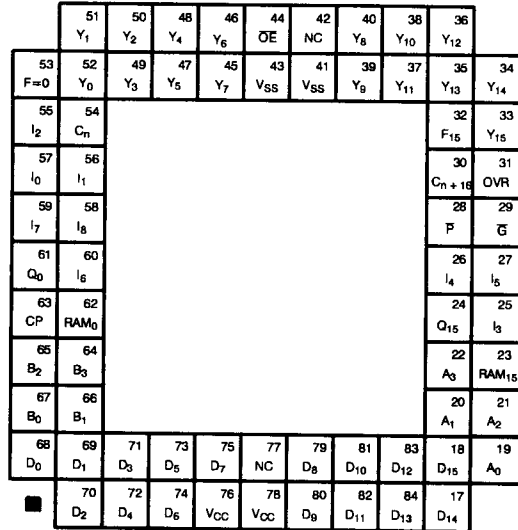 51 50 48 46 44 42 40 38 36
Y₁ Y₂ Y₄ Y₆ O̅E̅ NC Y₈ Y₁₀ Y₁₂
53 52 49 47 45 43 41 39 37 35 34
F=0 Y₀ Y₃ Y₅ Y₇ VSS VSS Y₉ Y₁₁ Y₁₃ Y₁₄
55 54 32 33
I₂ Cₙ F₁₅ Y₁₅
57 56 30 31
I₀ I₁ Cₙ₊₁₆ OVR
59 58 28 29
I₇ I₈ P̅ G̅
61 60 26 27
Q₀ I₆ I₄ I₅
63 62 24 25
CP RAM₀ Q₁₅ I₃
65 64 22 23
B₂ B₃ A₃ RAM₁₅
67 66 20 21
B₀ B₁ A₁ A₂
68 69 71 73 75 77 79 81 83 18 19
D₀ D₁ D₃ D₅ D₇ NC D₈ D₁₀ D₁₂ D₁₅ A₀
70 72 74 76 78 80 82 84 17
D₂ D₄ D₆ VCC VCC D₉ D₁₁ D₁₃ D₁₄